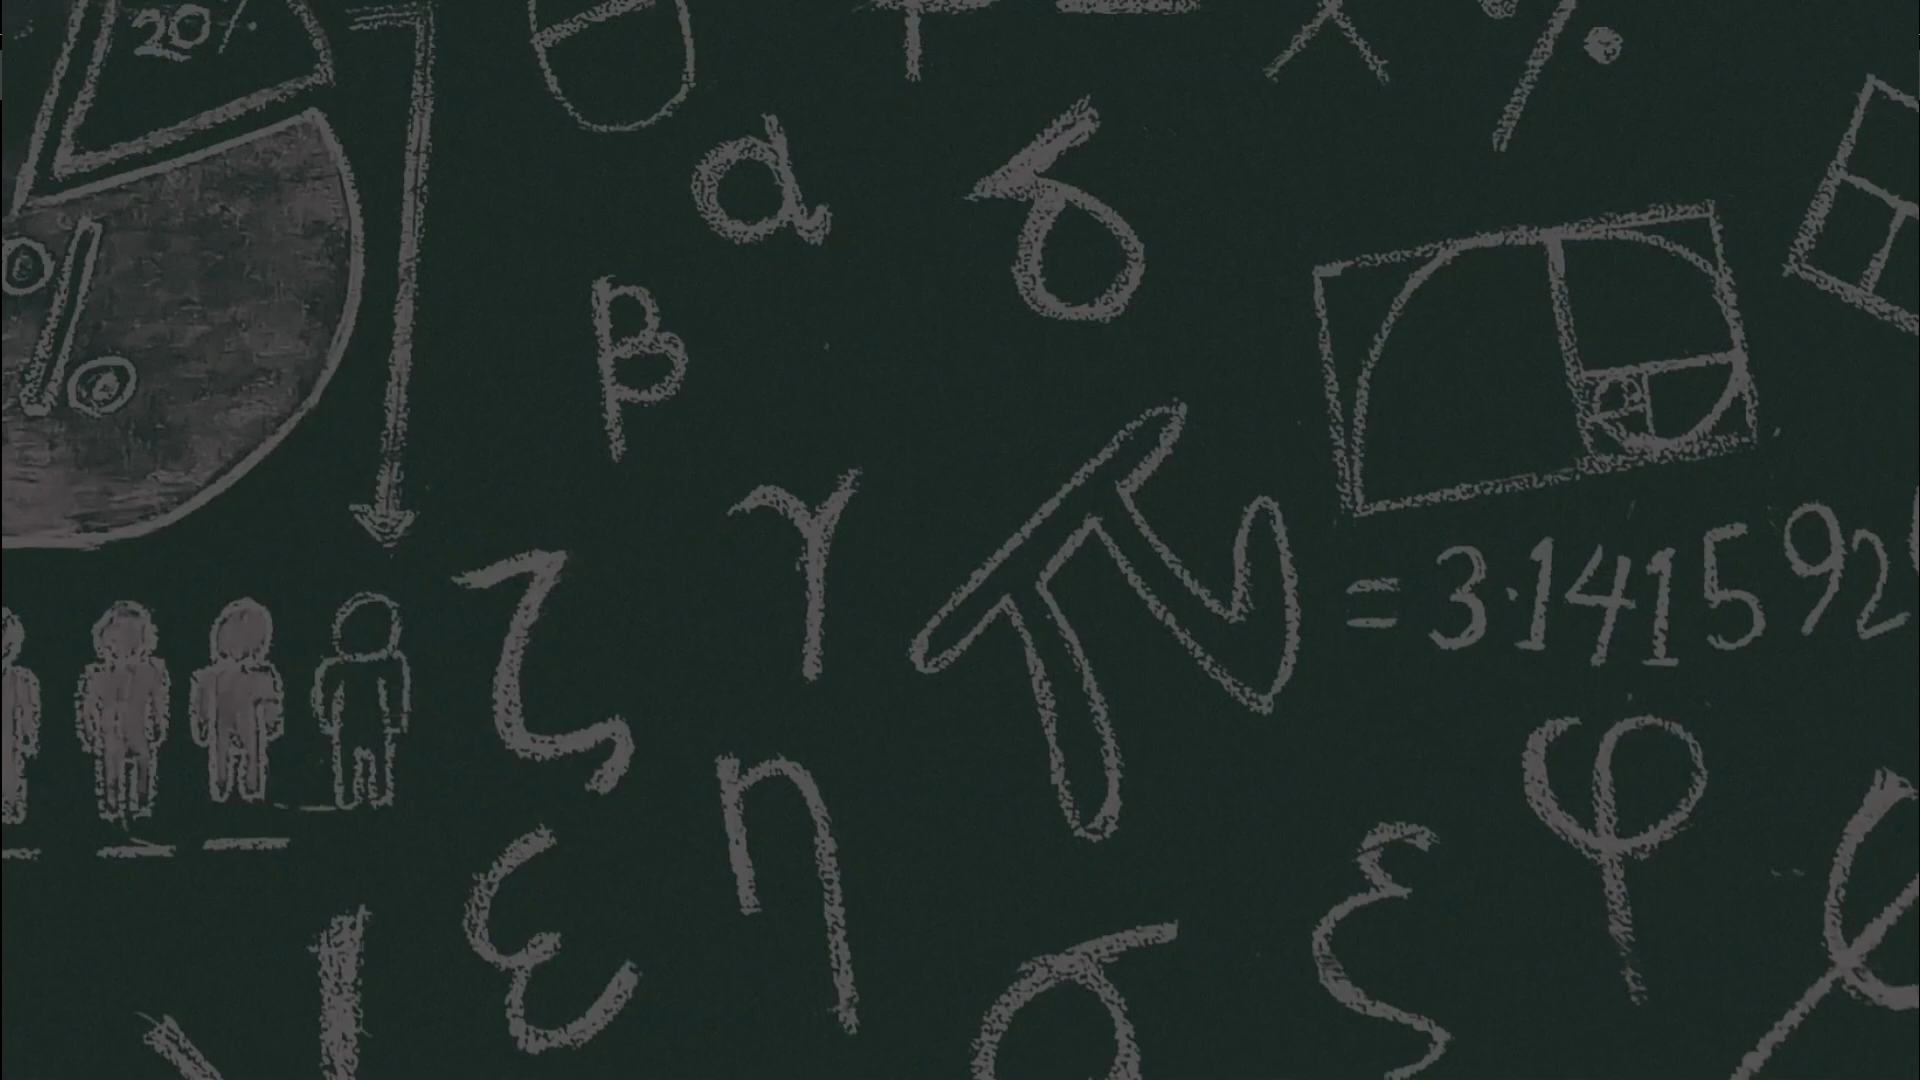 20%
θ + − x %
α δ
%
β
γ π = 3·141592
ζ
η φ
ε ξ
σ